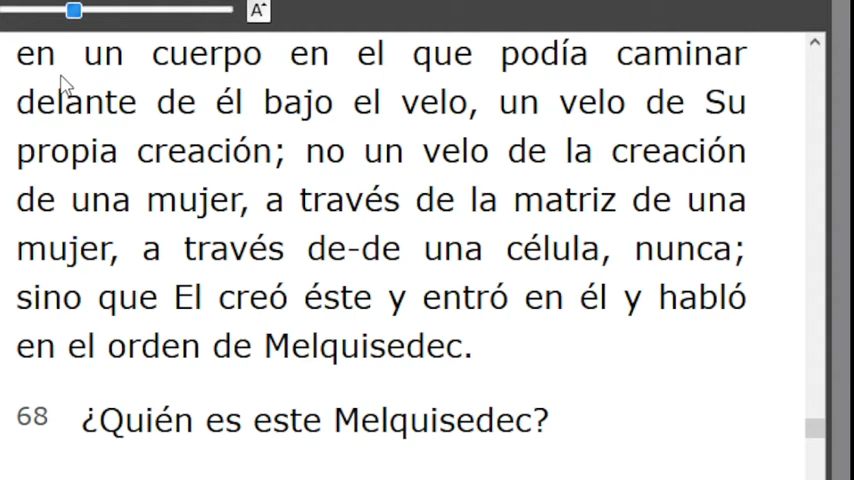 A
en un cuerpo en el que podía caminar
delante de él bajo el velo, un velo de Su
propia creación; no un velo de la creación
de una mujer, a través de la matriz de una
mujer, a través de-de una célula, nunca;
sino que El creó éste y entró en él y habló
en el orden de Melquisedec.
68 ¿Quién es este Melquisedec?